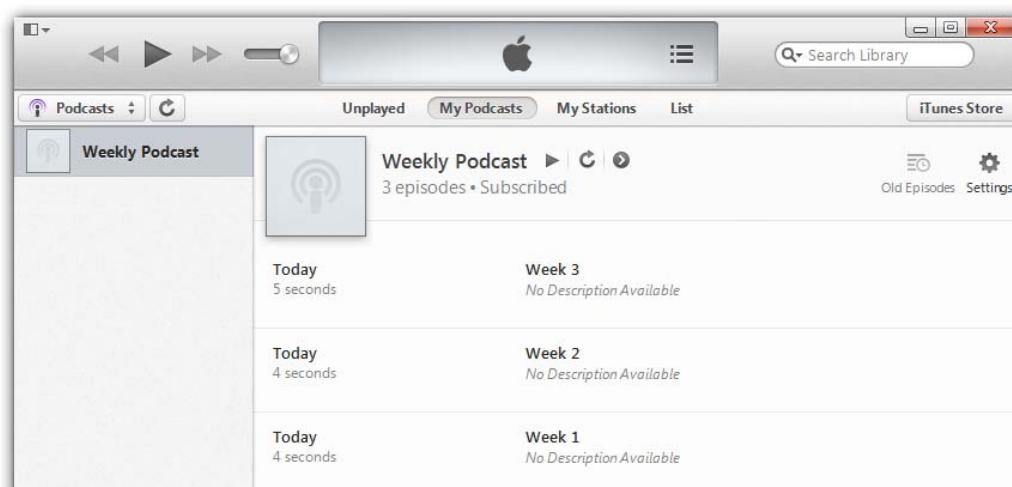 Search Library
Podcasts
Unplayed My Podcasts My Stations List
iTunes Store
Weekly Podcast
Weekly Podcast
3 episodes • Subscribed
Old Episodes Settings
Today Week 3
5 seconds No Description Available
Today Week 2
4 seconds No Description Available
Today Week 1
4 seconds No Description Available